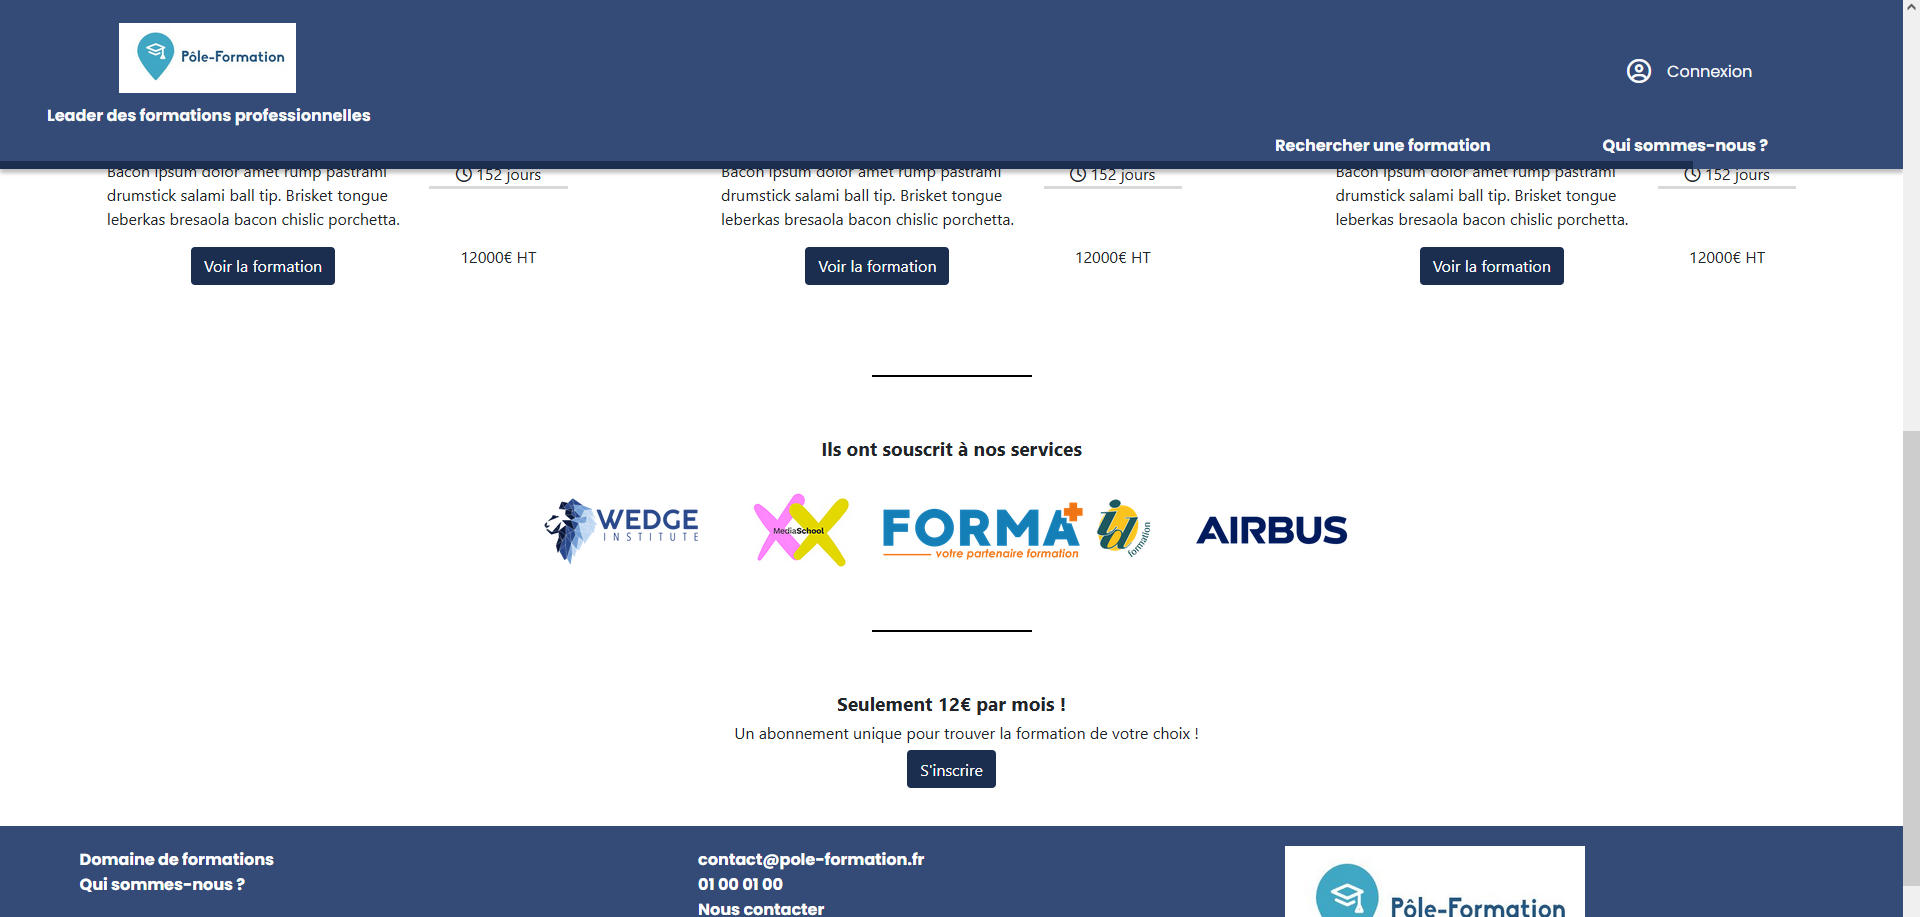 Pôle-Formation
Leader des formations professionnelles
Connexion
Rechercher une formation
Qui sommes-nous ?
Bacon ipsum dolor amet rump pastrami
drumstick salami ball tip. Brisket tongue
leberkas bresaola bacon chislic porchetta.
152 jours
Voir la formation
12000€ HT
Bacon ipsum dolor amet rump pastrami
drumstick salami ball tip. Brisket tongue
leberkas bresaola bacon chislic porchetta.
152 jours
Voir la formation
12000€ HT
Bacon ipsum dolor amet rump pastrami
drumstick salami ball tip. Brisket tongue
leberkas bresaola bacon chislic porchetta.
152 jours
Voir la formation
12000€ HT
Ils ont souscrit à nos services
WEDGE
INSTITUTE
MediaSchool
FORMA+
votre partenaire formation
id
formation
AIRBUS
Seulement 12€ par mois !
Un abonnement unique pour trouver la formation de votre choix !
S'inscrire
Domaine de formations
Qui sommes-nous ?
contact@pole-formation.fr
01 00 01 00
Nous contacter
Pôle-Formation